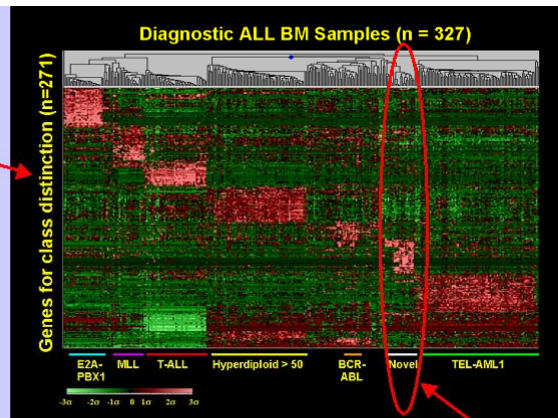 Diagnostic ALL BM Samples (n = 327)
Genes for class distinction (n=271)
E2A-
PBX1
MLL
T-ALL
Hyperdiploid > 50
BCR-
ABL
Novel
TEL-AML1
-3σ -2σ -1σ 0 1σ 2σ 3σ